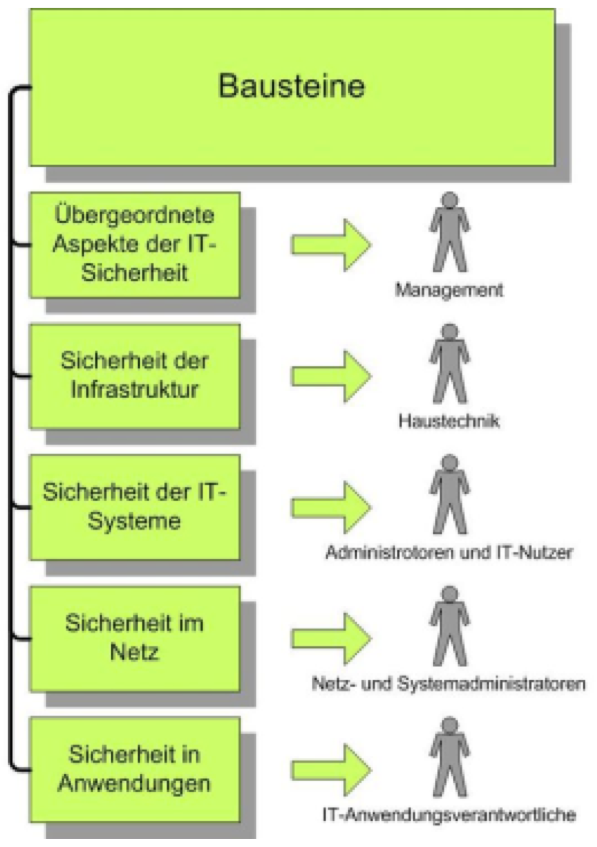 Bausteine
Übergeordnete
Aspekte der IT-
Sicherheit
Management
Sicherheit der
Infrastruktur
Haustechnik
Sicherheit der IT-
Systeme
Administrotoren und IT-Nutzer
Sicherheit im
Netz
Netz- und Systemadministratoren
Sicherheit in
Anwendungen
IT-Anwendungsverantwortliche